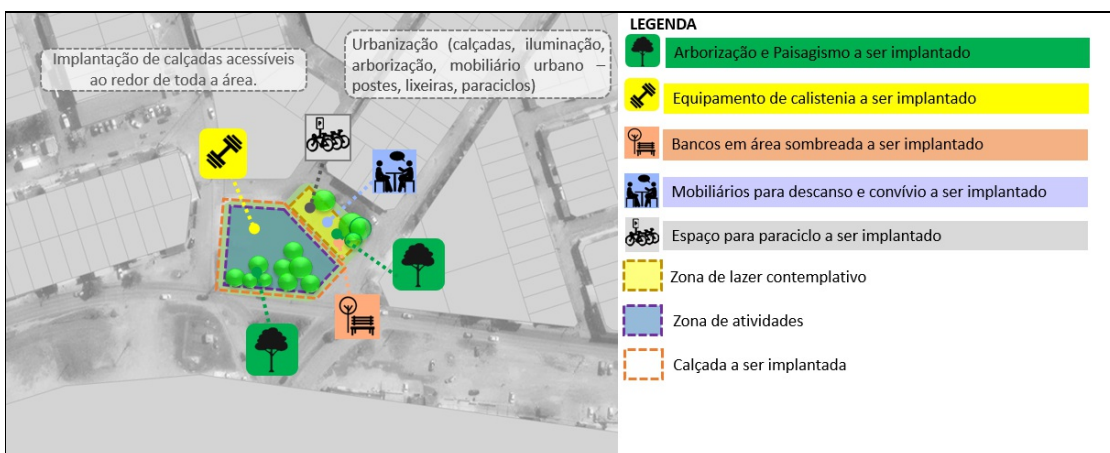 Implantação de calçadas acessíveis
ao redor de toda a área.
Urbanização (calçadas, iluminação,
arborização, mobiliário urbano –
postes, lixeiras, paraciclos)
LEGENDA
Arborização e Paisagismo a ser implantado
Equipamento de calistenia a ser implantado
Bancos em área sombreada a ser implantado
Mobiliários para descanso e convívio a ser implantado
Espaço para paraciclo a ser implantado
Zona de lazer contemplativo
Zona de atividades
Calçada a ser implantada